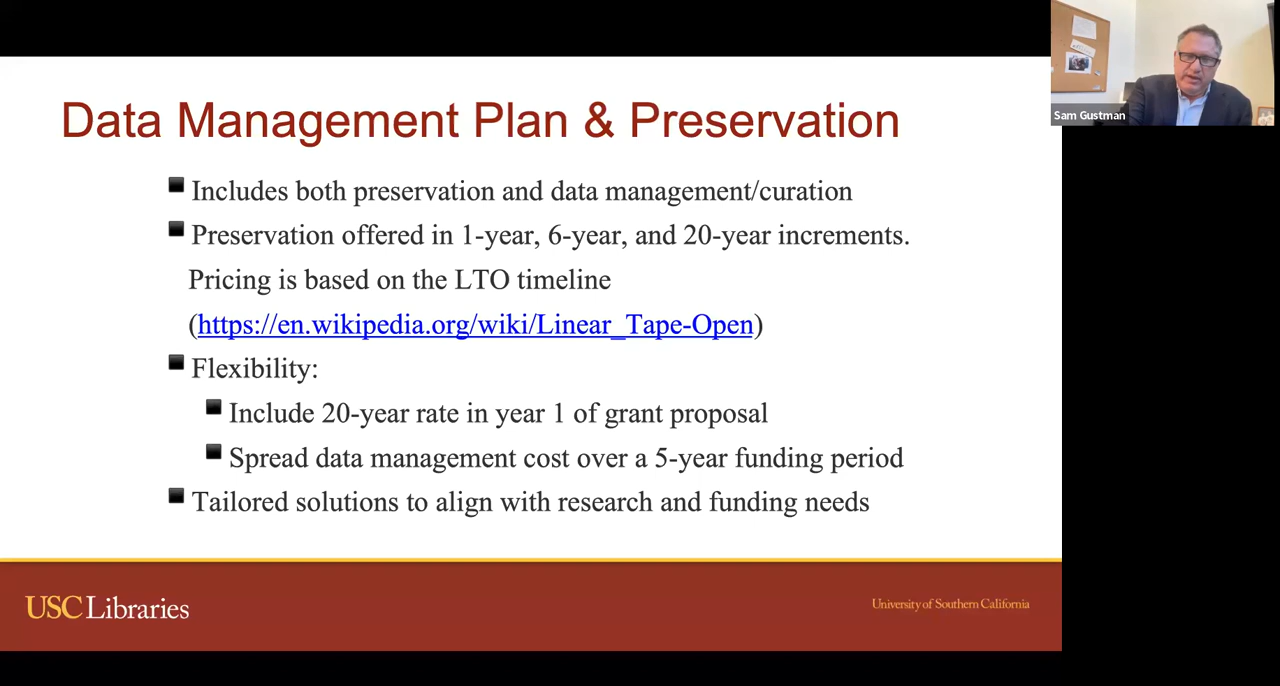 Data Management Plan & Preservation
Includes both preservation and data management/curation
Preservation offered in 1-year, 6-year, and 20-year increments.
Pricing is based on the LTO timeline
(https://en.wikipedia.org/wiki/Linear_Tape-Open)
Flexibility:
Include 20-year rate in year 1 of grant proposal
Spread data management cost over a 5-year funding period
Tailored solutions to align with research and funding needs
USC Libraries
University of Southern California
Sam Gustman